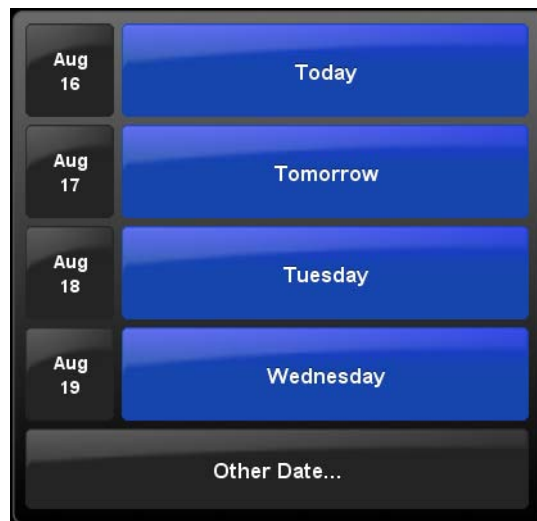 Aug
16
Today
Aug
17
Tomorrow
Aug
18
Tuesday
Aug
19
Wednesday
Other Date...